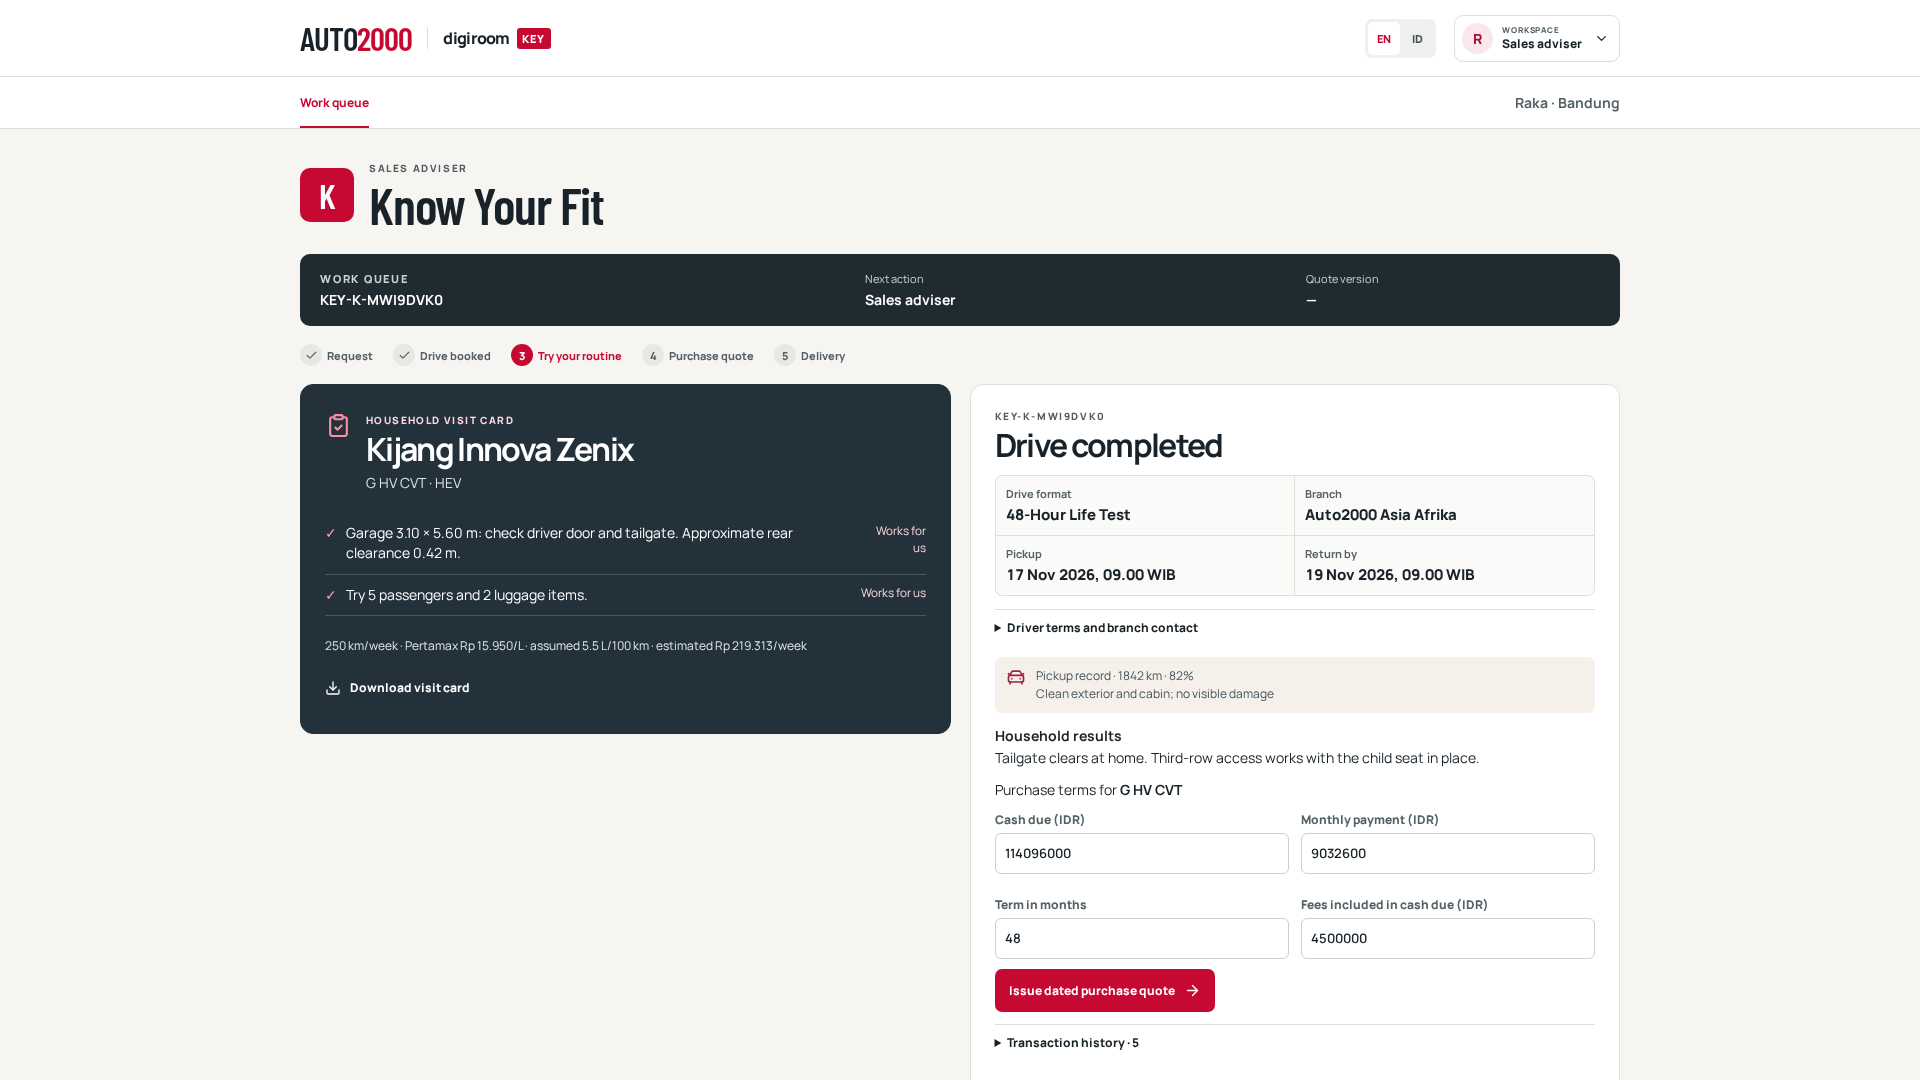 AUTO2000
digiroom KEY
EN ID
R
WORKSPACE
Sales adviser
Work queue
Raka · Bandung
K
SALES ADVISER
Know Your Fit
WORK QUEUE
KEY-K-MWI9DVK0
Next action
Sales adviser
Quote version
—
Request
Drive booked
3 Try your routine
4 Purchase quote
5 Delivery
HOUSEHOLD VISIT CARD
Kijang Innova Zenix
G HV CVT · HEV
✓ Garage 3.10 × 5.60 m: check driver door and tailgate. Approximate rear
clearance 0.42 m.
Works for
us
✓ Try 5 passengers and 2 luggage items.
Works for us
250 km/week · Pertamax Rp 15.950/L · assumed 5.5 L/100 km · estimated Rp 219.313/week
Download visit card
KEY-K-MWI9DVK0
Drive completed
Drive format
48-Hour Life Test
Branch
Auto2000 Asia Afrika
Pickup
17 Nov 2026, 09.00 WIB
Return by
19 Nov 2026, 09.00 WIB
Driver terms and branch contact
Pickup record · 1842 km · 82%
Clean exterior and cabin; no visible damage
Household results
Tailgate clears at home. Third-row access works with the child seat in place.
Purchase terms for G HV CVT
Cash due (IDR)
114096000
Monthly payment (IDR)
9032600
Term in months
48
Fees included in cash due (IDR)
4500000
Issue dated purchase quote
Transaction history · 5